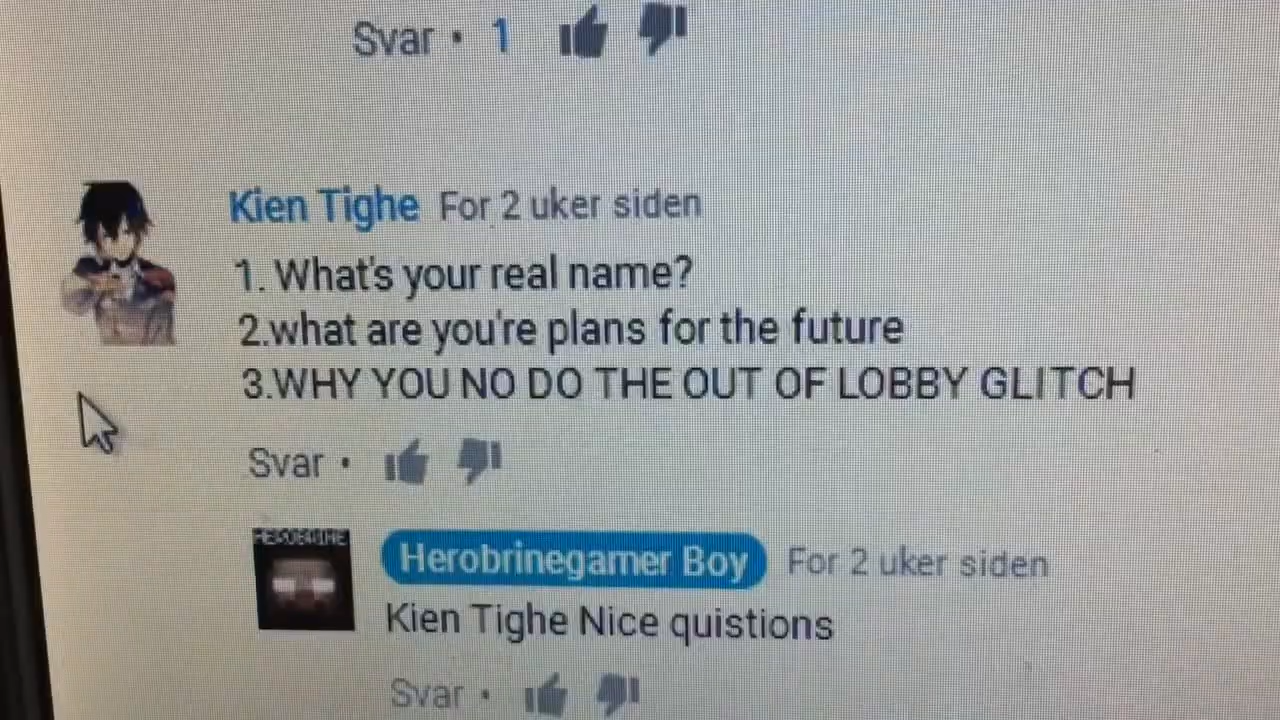 Svar • 1
Kien Tighe For 2 uker siden
1. What's your real name?
2.what are you're plans for the future
3.WHY YOU NO DO THE OUT OF LOBBY GLITCH
Svar •
HEROBRINE
Herobrinegamer Boy For 2 uker siden
Kien Tighe Nice quistions
Svar •